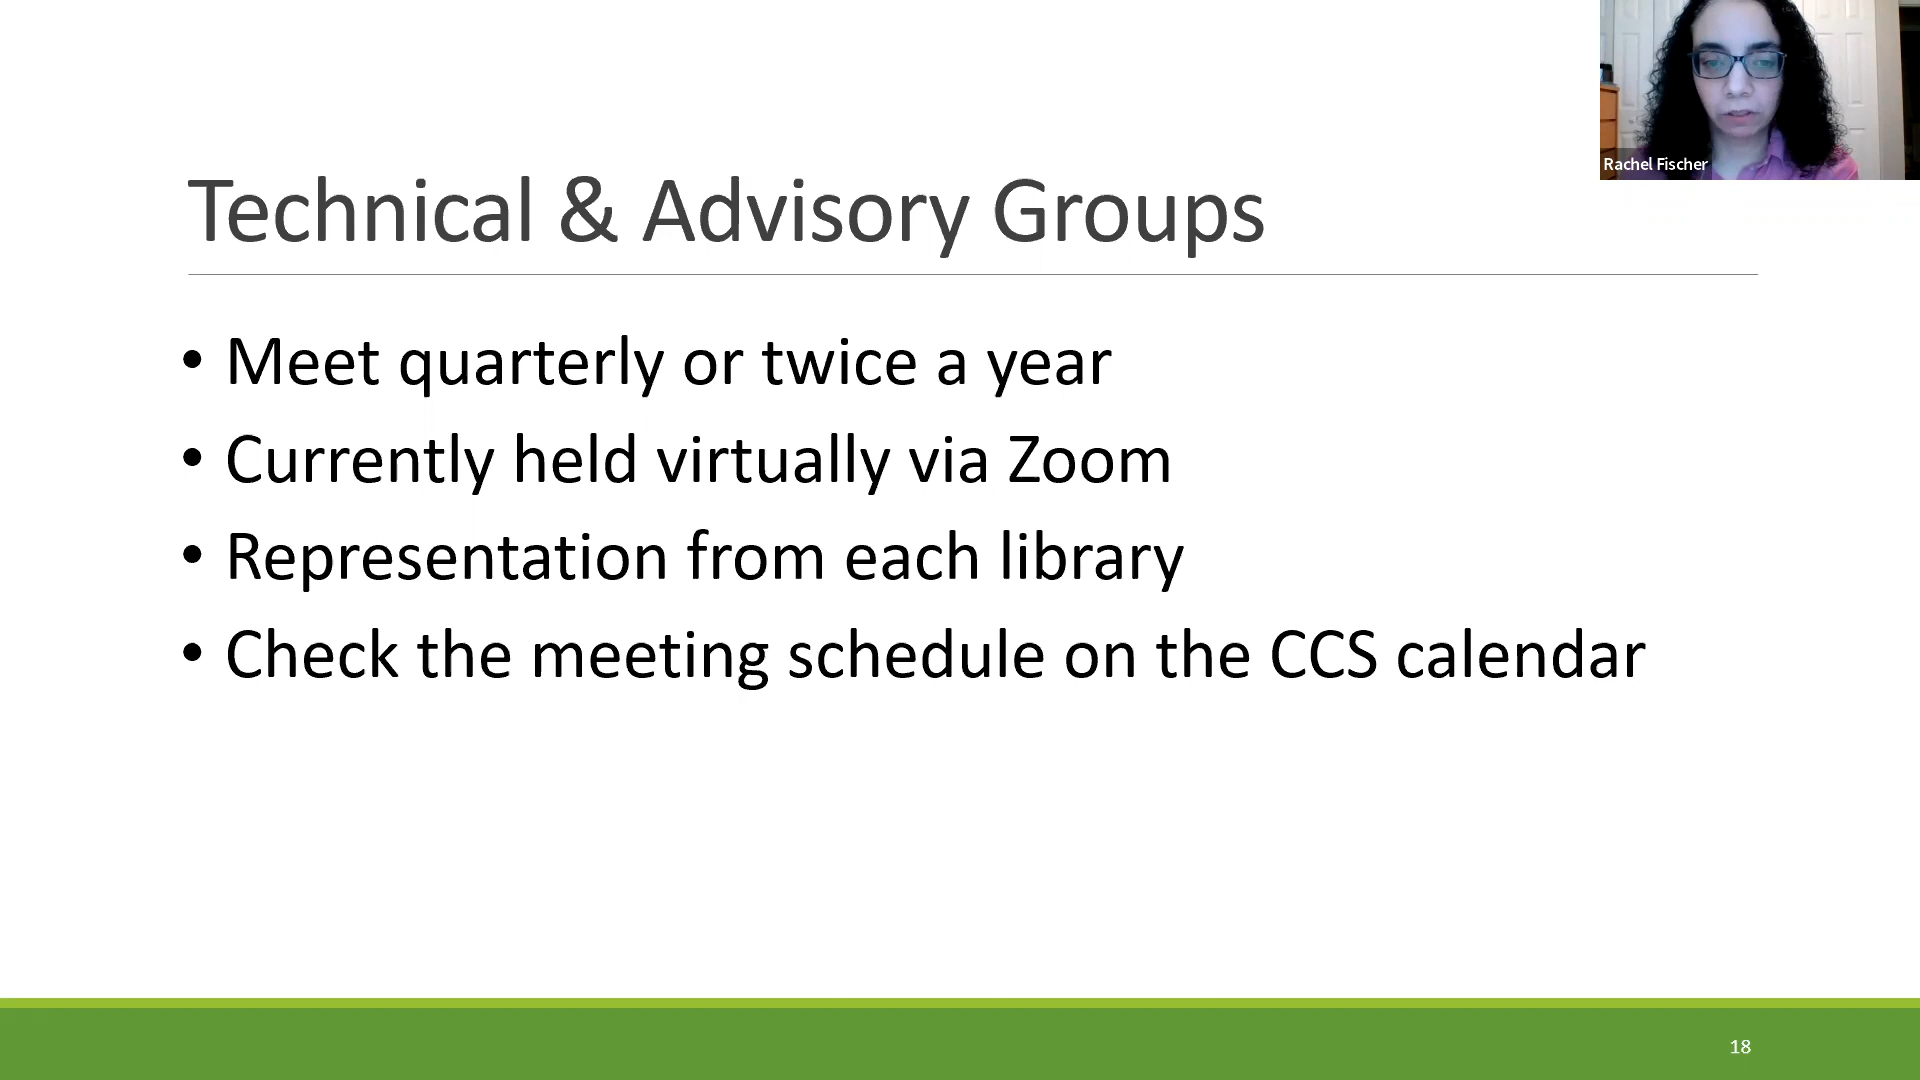 Rachel Fischer
Technical & Advisory Groups
• Meet quarterly or twice a year
• Currently held virtually via Zoom
• Representation from each library
• Check the meeting schedule on the CCS calendar
18